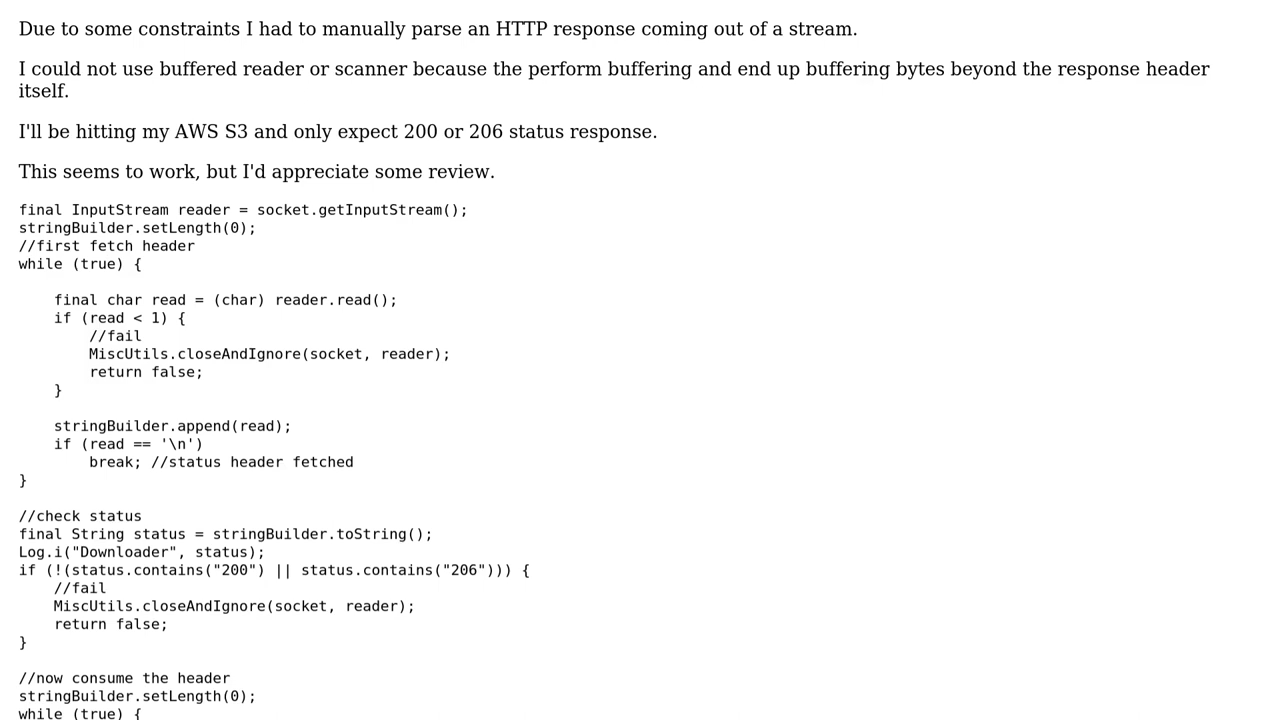 Due to some constraints I had to manually parse an HTTP response coming out of a stream.
I could not use buffered reader or scanner because the perform buffering and end up buffering bytes beyond the response header
itself.
I'll be hitting my AWS S3 and only expect 200 or 206 status response.
This seems to work, but I'd appreciate some review.
final InputStream reader = socket.getInputStream();
stringBuilder.setLength(0);
//first fetch header
while (true) {
    final char read = (char) reader.read();
    if (read < 1) {
        //fail
        MiscUtils.closeAndIgnore(socket, reader);
        return false;
    }
    stringBuilder.append(read);
    if (read == '\n')
        break; //status header fetched
}
//check status
final String status = stringBuilder.toString();
Log.i("Downloader", status);
if (!(status.contains("200") || status.contains("206"))) {
    //fail
    MiscUtils.closeAndIgnore(socket, reader);
    return false;
}
//now consume the header
stringBuilder.setLength(0);
while (true) {